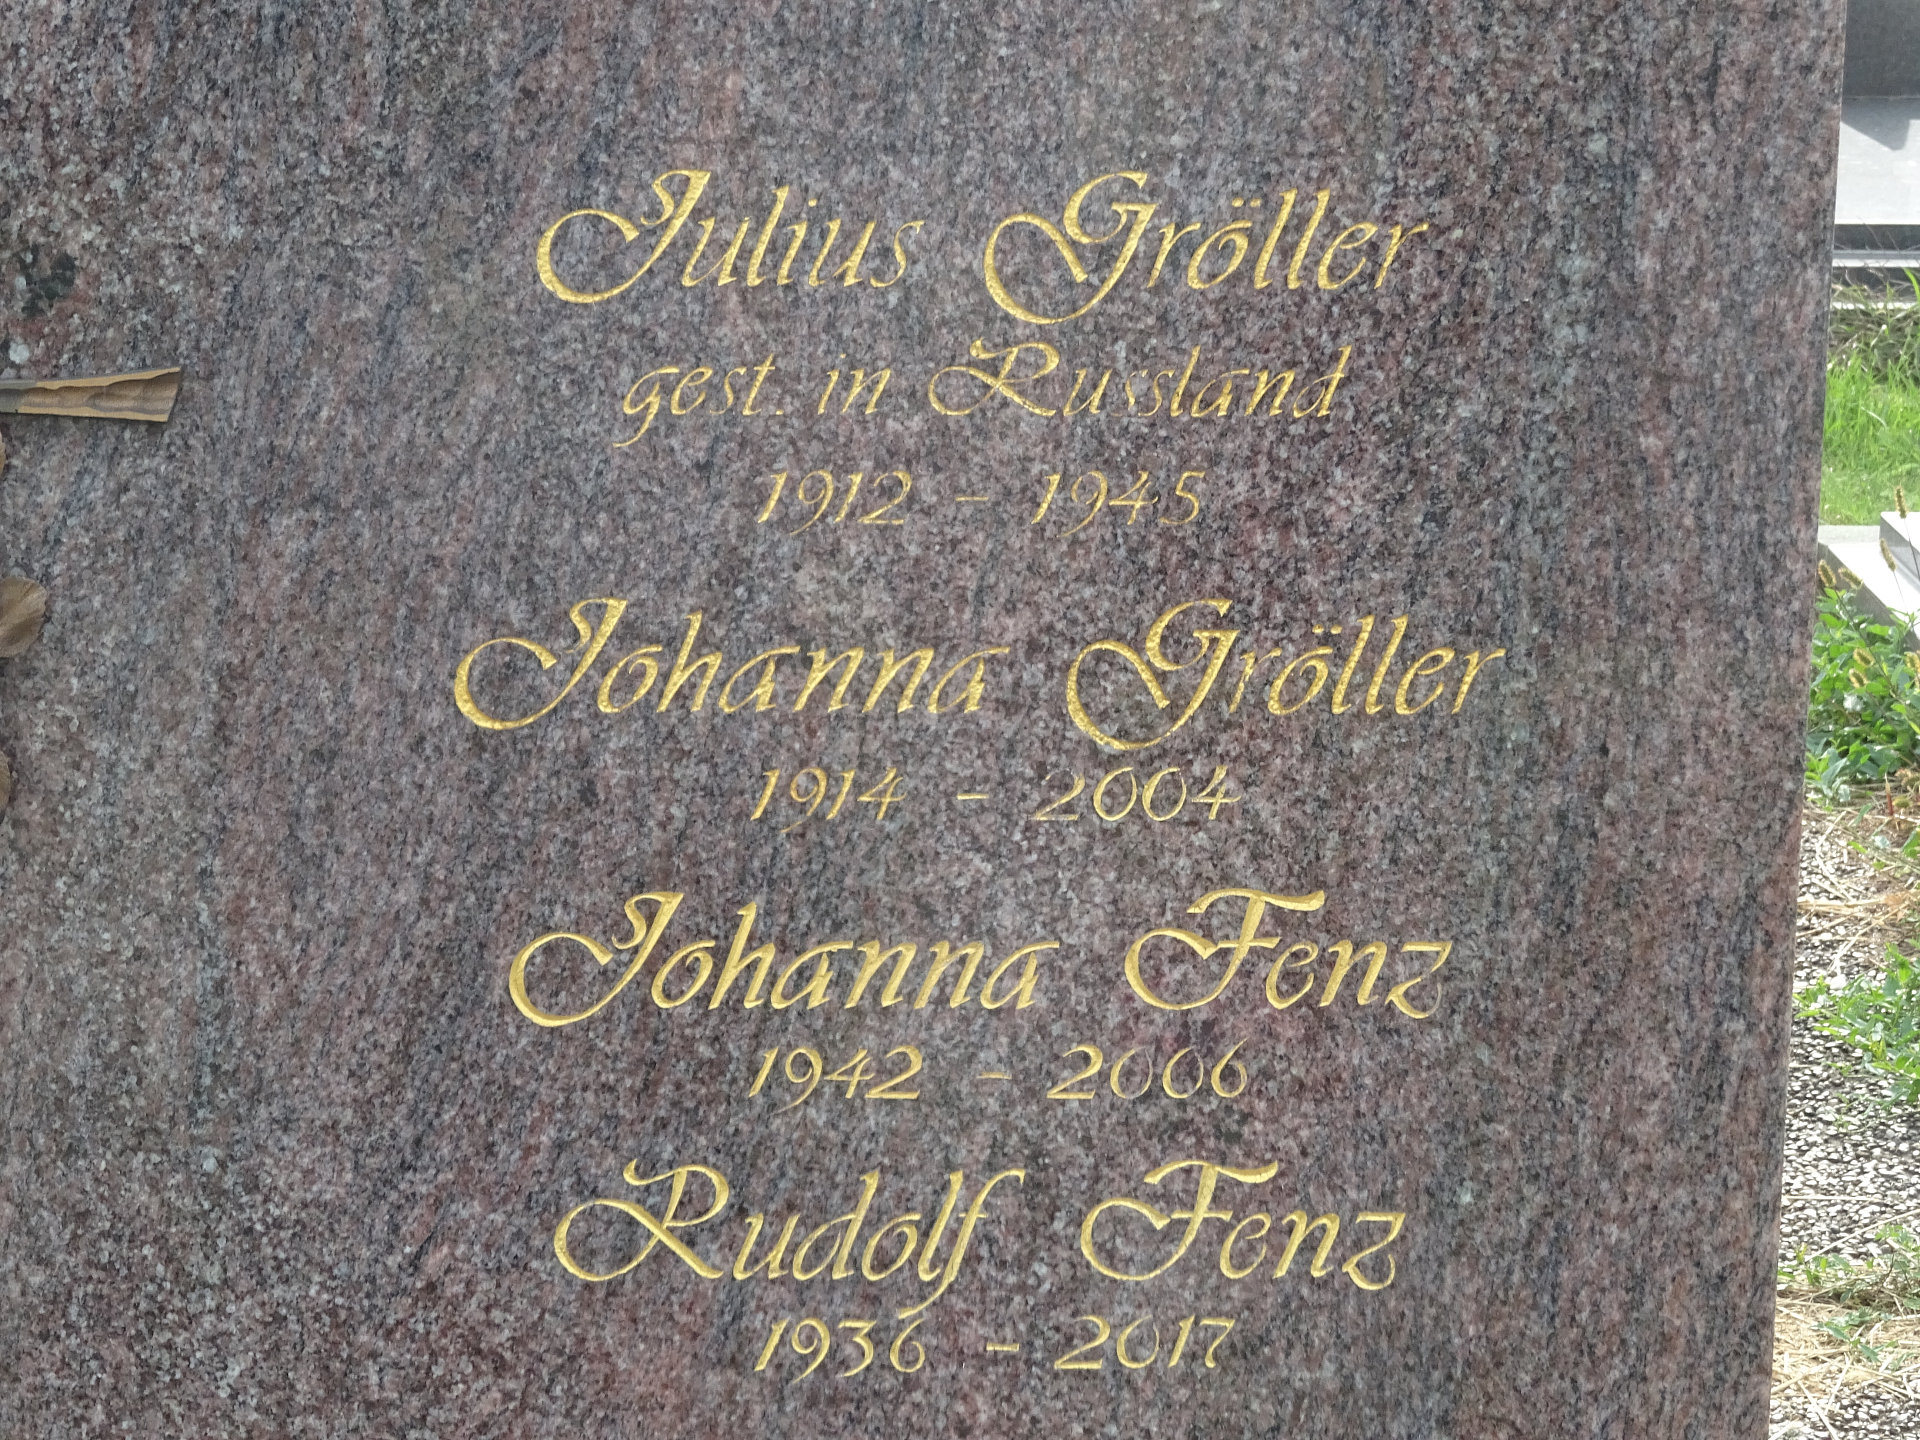 Julius Gröller
gest. in Russland
1912 - 1945
Johanna Gröller
1914 - 2004
Johanna Fenz
1942 - 2006
Rudolf Fenz
1936 - 2017